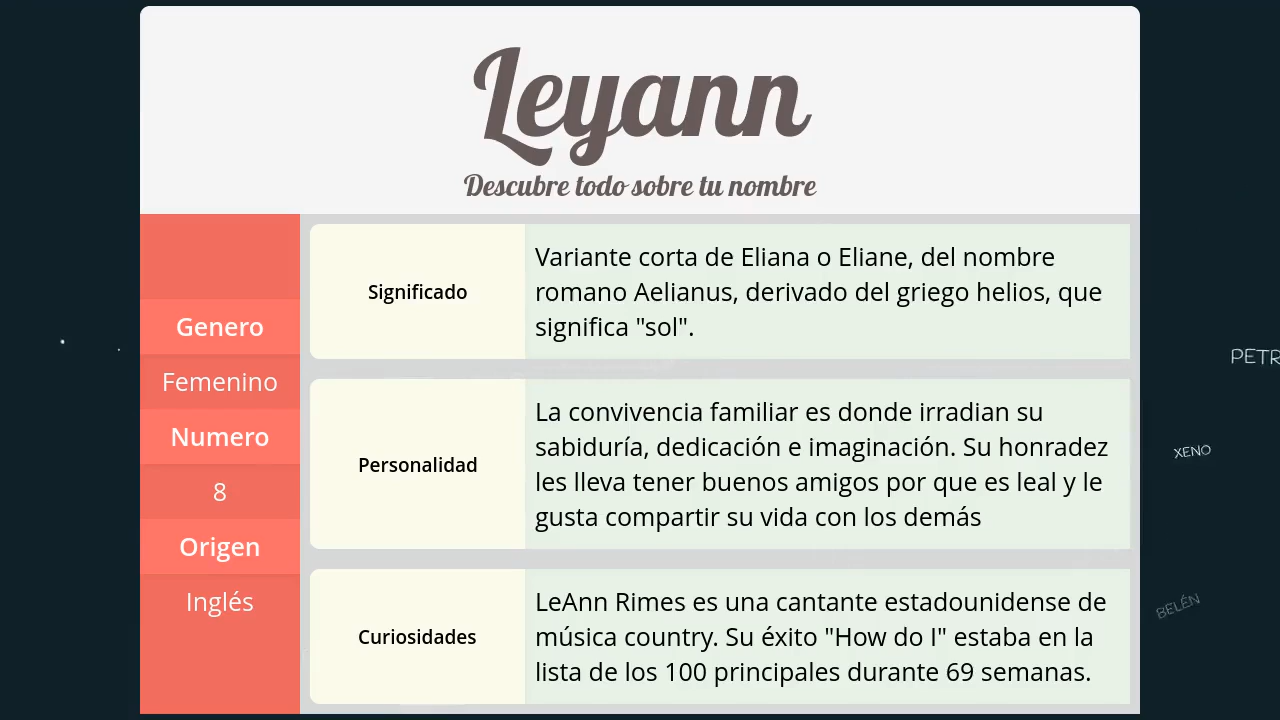 Leyann
Descubre todo sobre tu nombre
Genero
Femenino
Numero
8
Origen
Inglés
Significado
Variante corta de Eliana o Eliane, del nombre
romano Aelianus, derivado del griego helios, que
significa "sol".
Personalidad
La convivencia familiar es donde irradian su
sabiduría, dedicación e imaginación. Su honradez
les lleva tener buenos amigos por que es leal y le
gusta compartir su vida con los demás
Curiosidades
LeAnn Rimes es una cantante estadounidense de
música country. Su éxito "How do I" estaba en la
lista de los 100 principales durante 69 semanas.
PETR
XENO
BELÉN